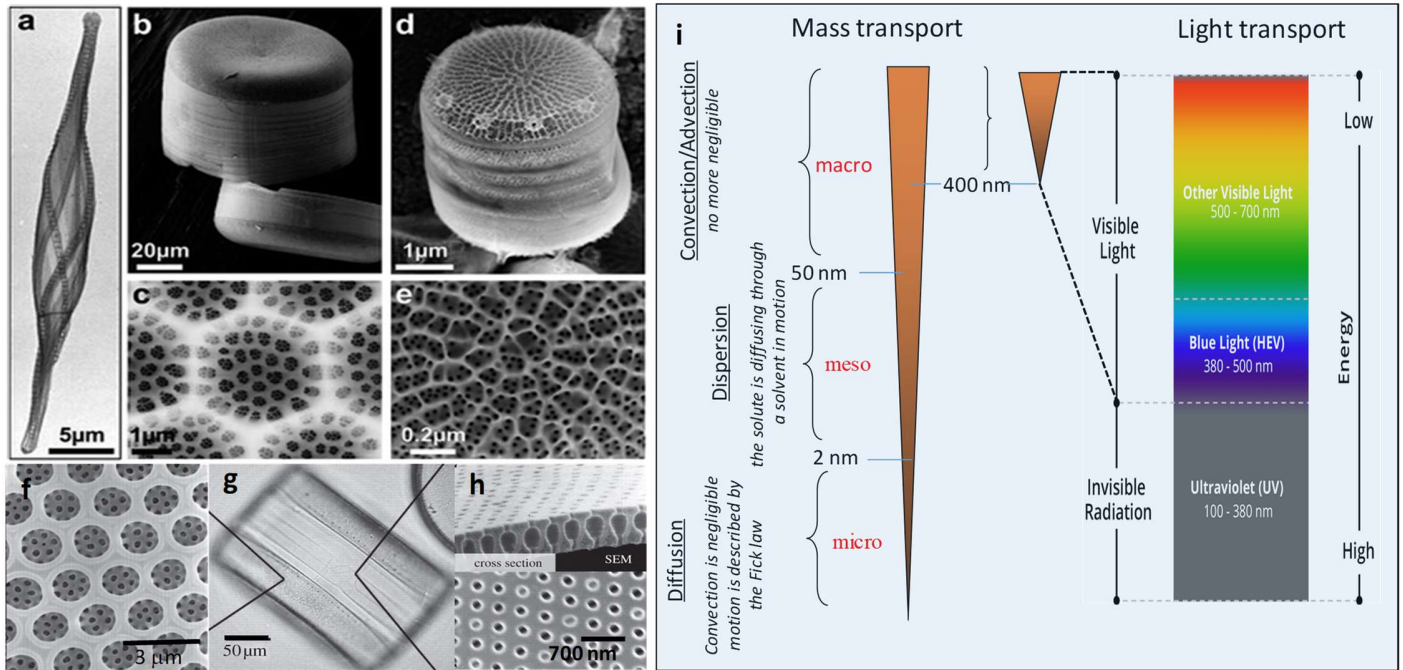 a
5μm
b
20μm
c
1μm
d
1μm
e
0.2μm
f
3 μm
g
50 μm
h
cross section
SEM
700 nm
i
Mass transport
Light transport
Convection/Advection
no more negligible
macro
400 nm
50 nm
Dispersion
the solute is diffusing through
a solvent in motion
meso
2 nm
Diffusion
Convection is negligible
motion is described by
the Fick law
micro
Visible
Light
Invisible
Radiation
Other Visible Light
500 - 700 nm
Blue Light (HEV)
380 - 500 nm
Ultraviolet (UV)
100 - 380 nm
Low
Energy
High